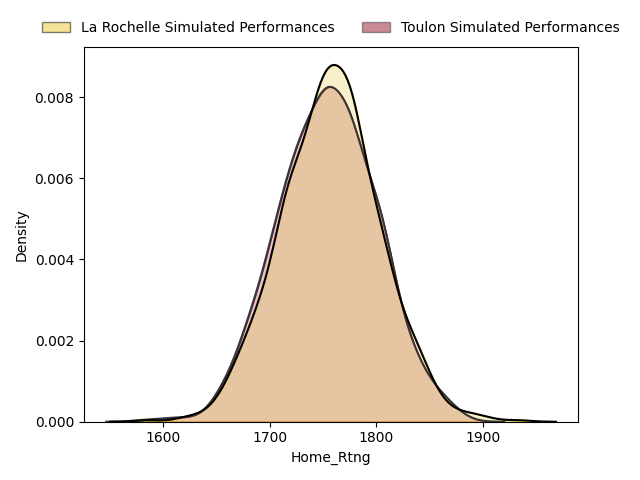 La Rochelle Simulated Performances
Toulon Simulated Performances
0.008
0.006
0.004
0.002
0.000
Density
1600
1700
1800
1900
Home_Rtng